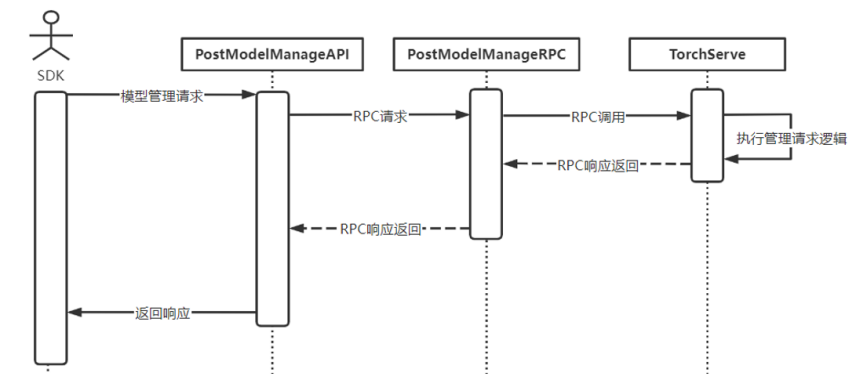 SDK
PostModelManageAPI
PostModelManageRPC
TorchServe
模型管理请求
RPC请求
RPC调用
执行管理请求逻辑
RPC响应返回
RPC响应返回
返回响应